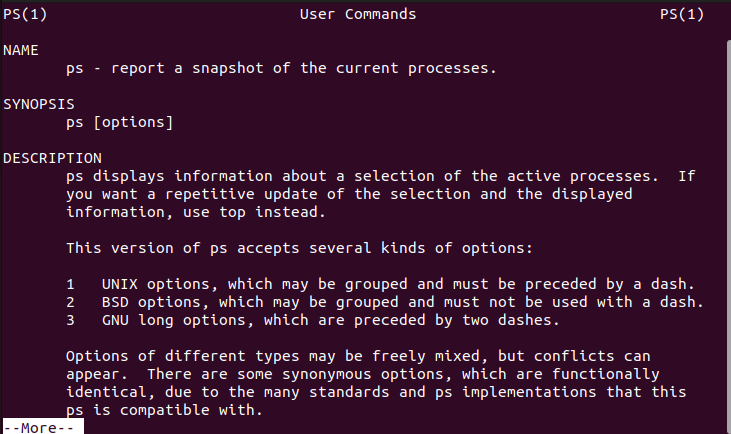 PS(1) User Commands PS(1)
NAME
ps - report a snapshot of the current processes.
SYNOPSIS
ps [options]
DESCRIPTION
ps displays information about a selection of the active processes.  If
you want a repetitive update of the selection and the displayed
information, use top instead.
This version of ps accepts several kinds of options:
1   UNIX options, which may be grouped and must be preceded by a dash.
2   BSD options, which may be grouped and must not be used with a dash.
3   GNU long options, which are preceded by two dashes.
Options of different types may be freely mixed, but conflicts can
appear.  There are some synonymous options, which are functionally
identical, due to the many standards and ps implementations that this
ps is compatible with.
--More--